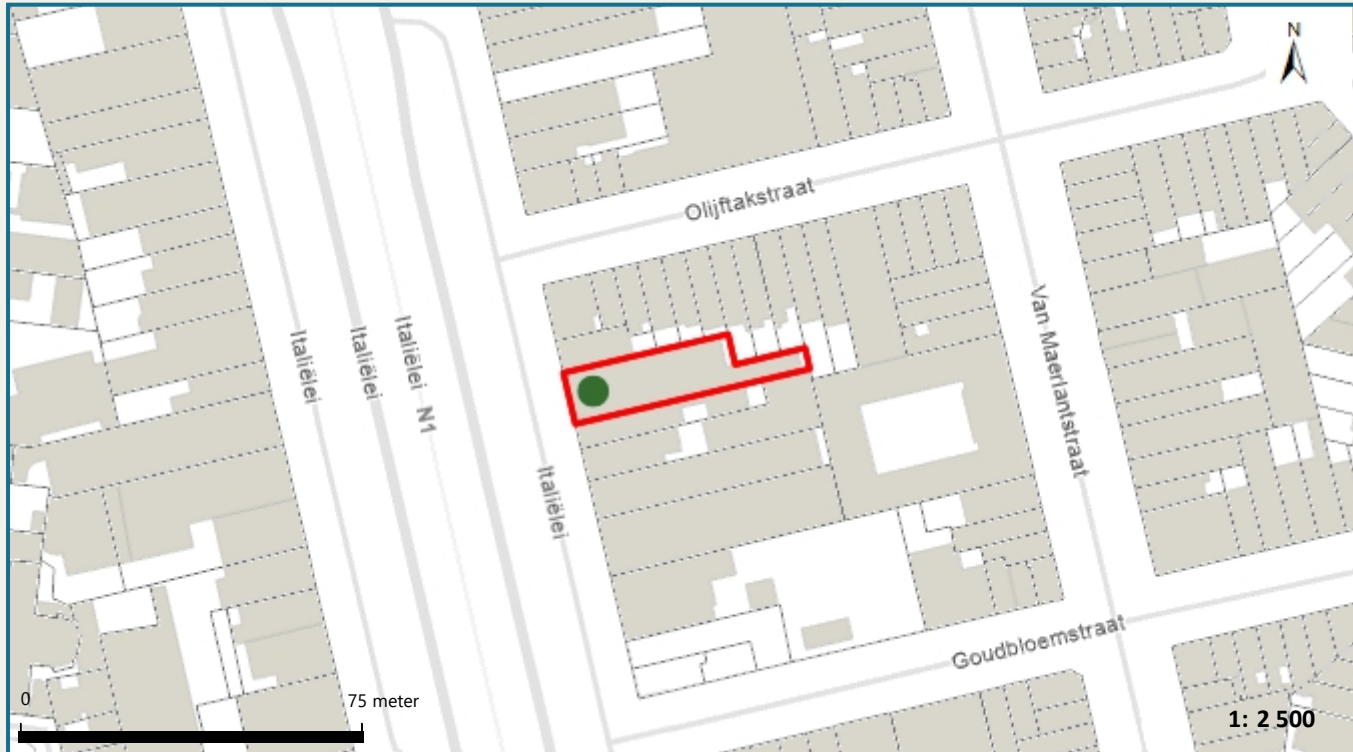 N
Olijftakstraat
Italiëlei
Italiëlei
Italiëlei N1
Van Maerlantstraat
Italiëlei
Goudbloemstraat
0
75 meter
1: 2 500